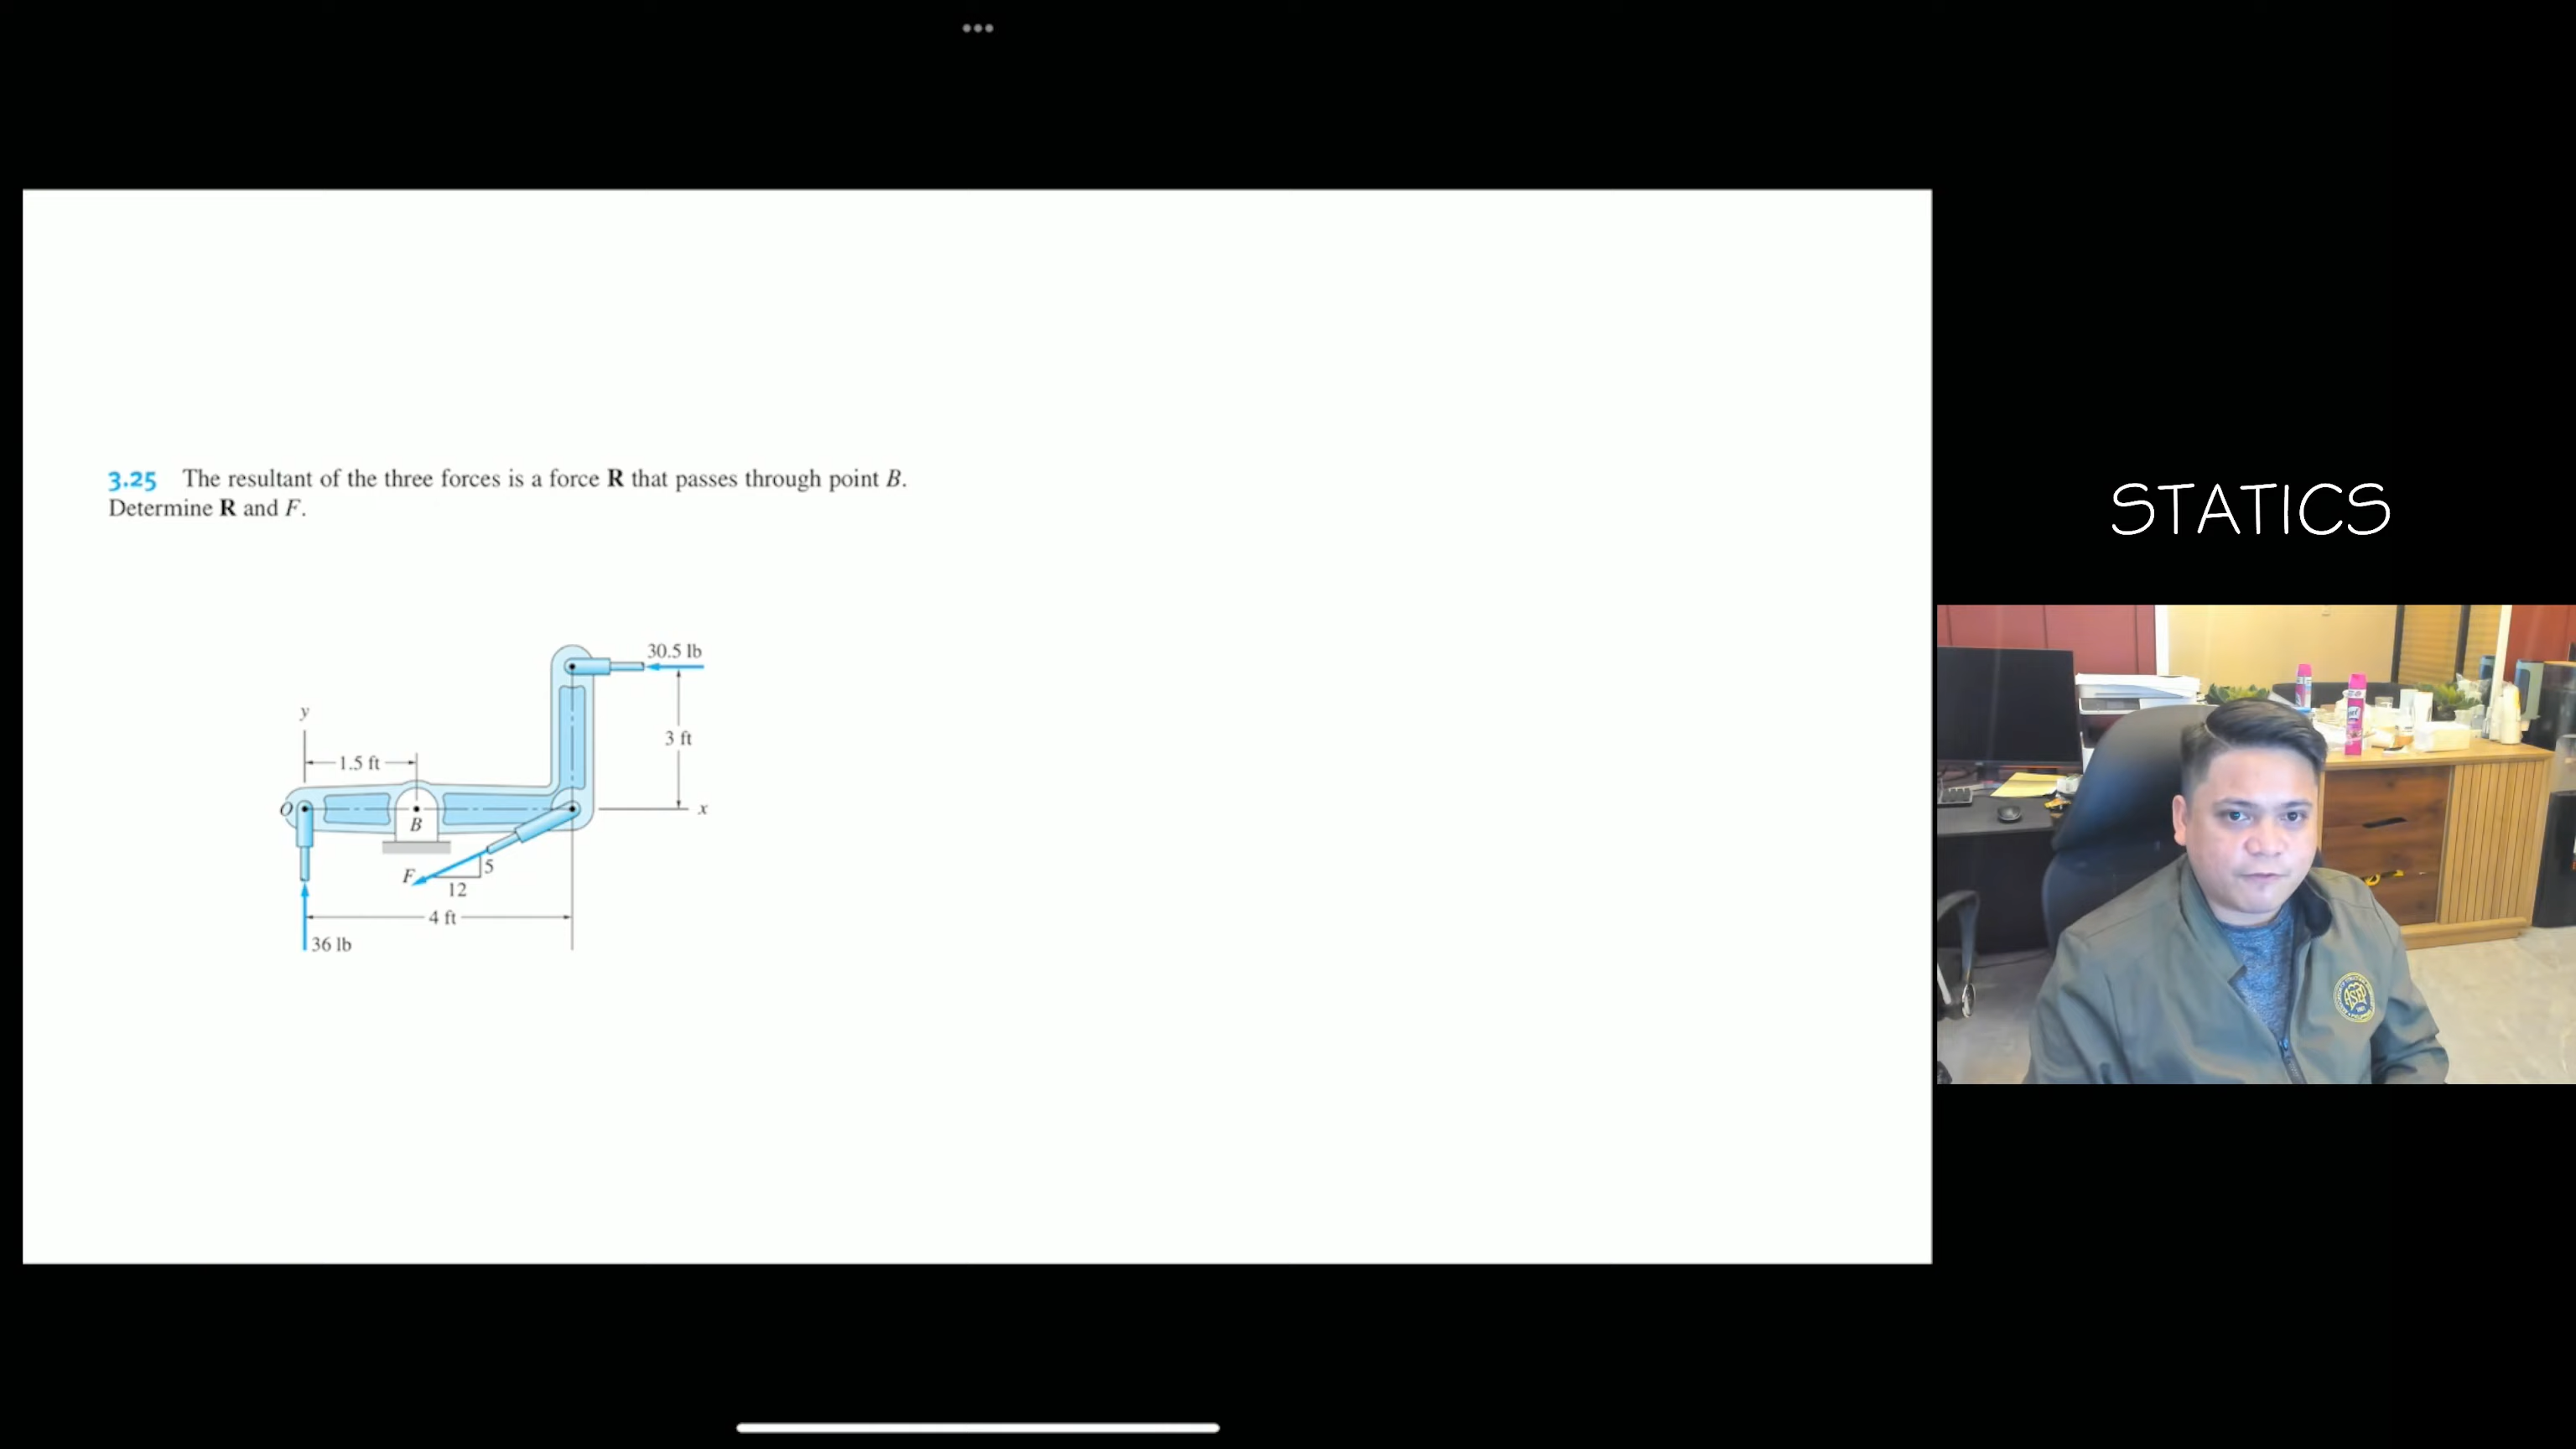 3.25 The resultant of the three forces is a force R that passes through point B.
Determine R and F.
STATICS
30.5 lb
y
3 ft
1.5 ft
O
x
B
5
F
12
4 ft
36 lb